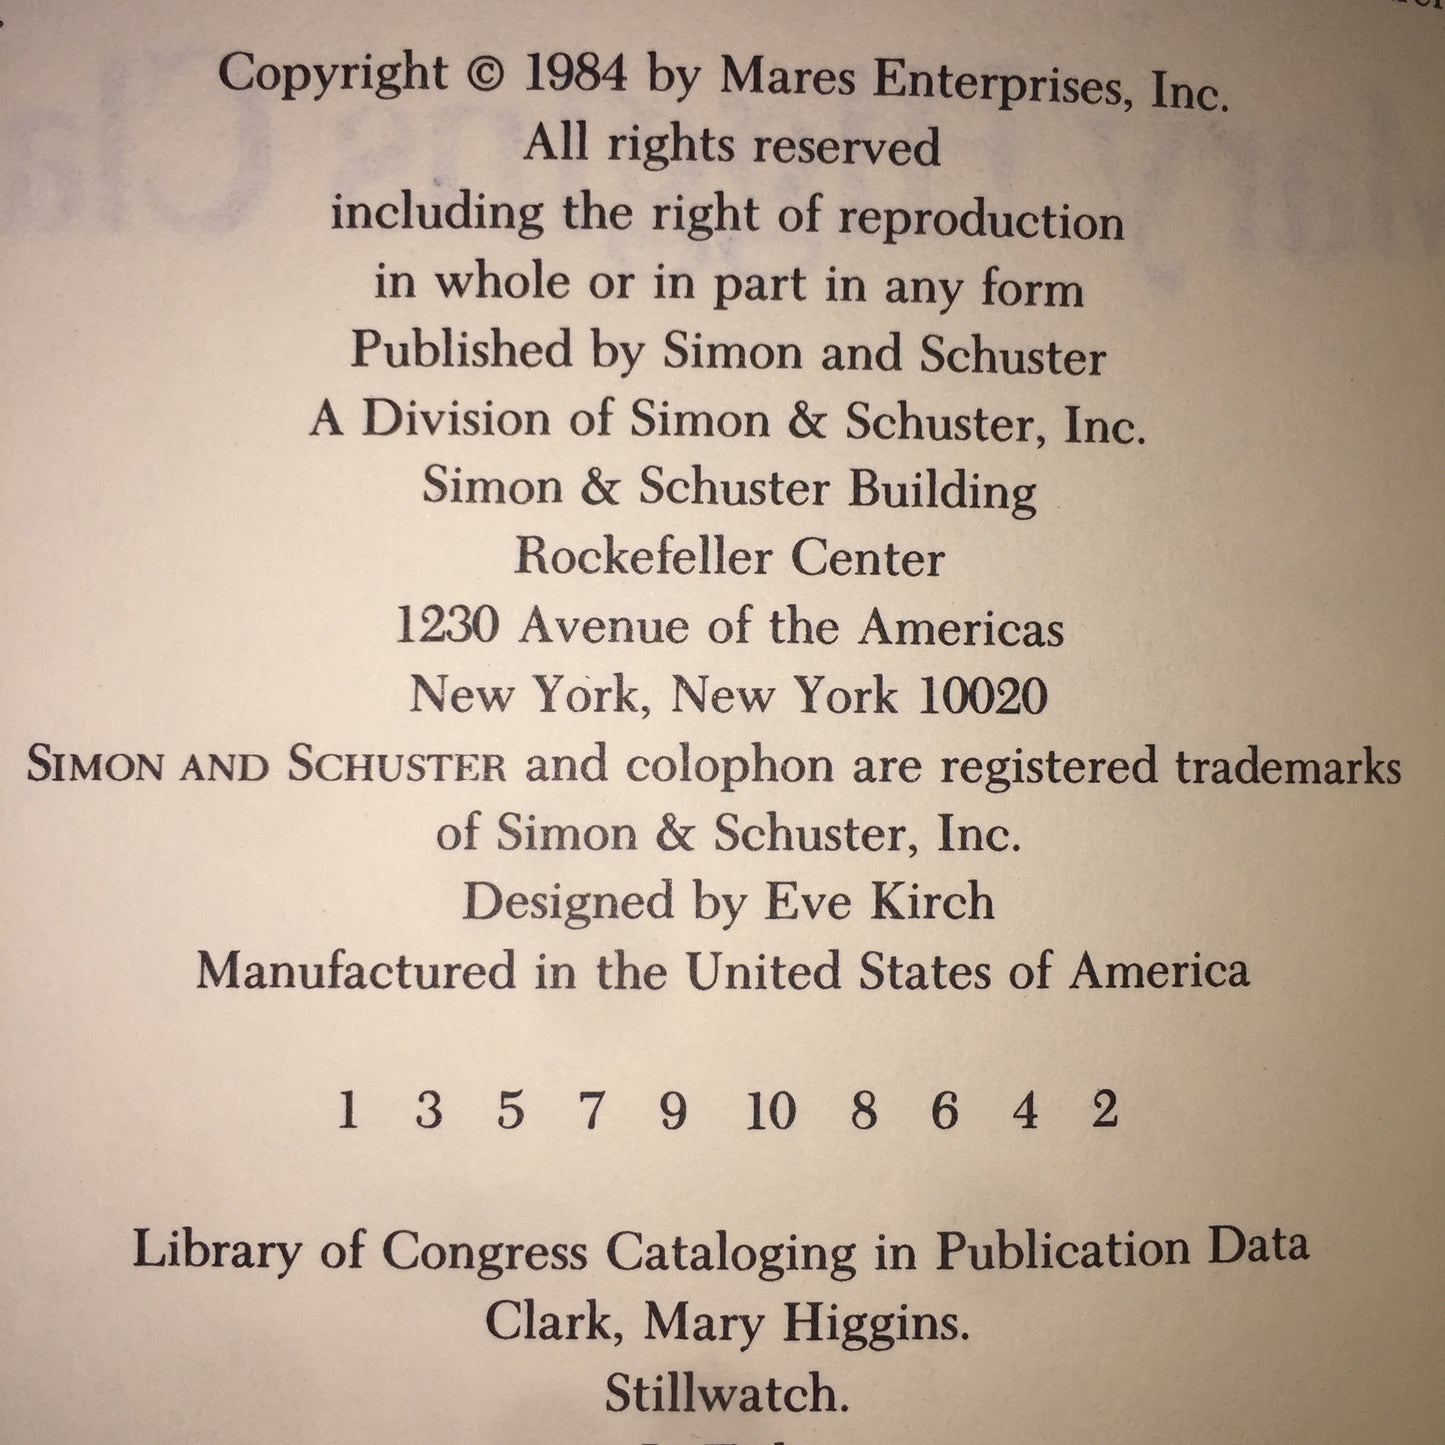 Copyright © 1984 by Mares Enterprises, Inc.
All rights reserved
including the right of reproduction
in whole or in part in any form
Published by Simon and Schuster
A Division of Simon & Schuster, Inc.
Simon & Schuster Building
Rockefeller Center
1230 Avenue of the Americas
New York, New York 10020
SIMON AND SCHUSTER and colophon are registered trademarks
of Simon & Schuster, Inc.
Designed by Eve Kirch
Manufactured in the United States of America
1 3 5 7 9 10 8 6 4 2
Library of Congress Cataloging in Publication Data
Clark, Mary Higgins.
Stillwatch.